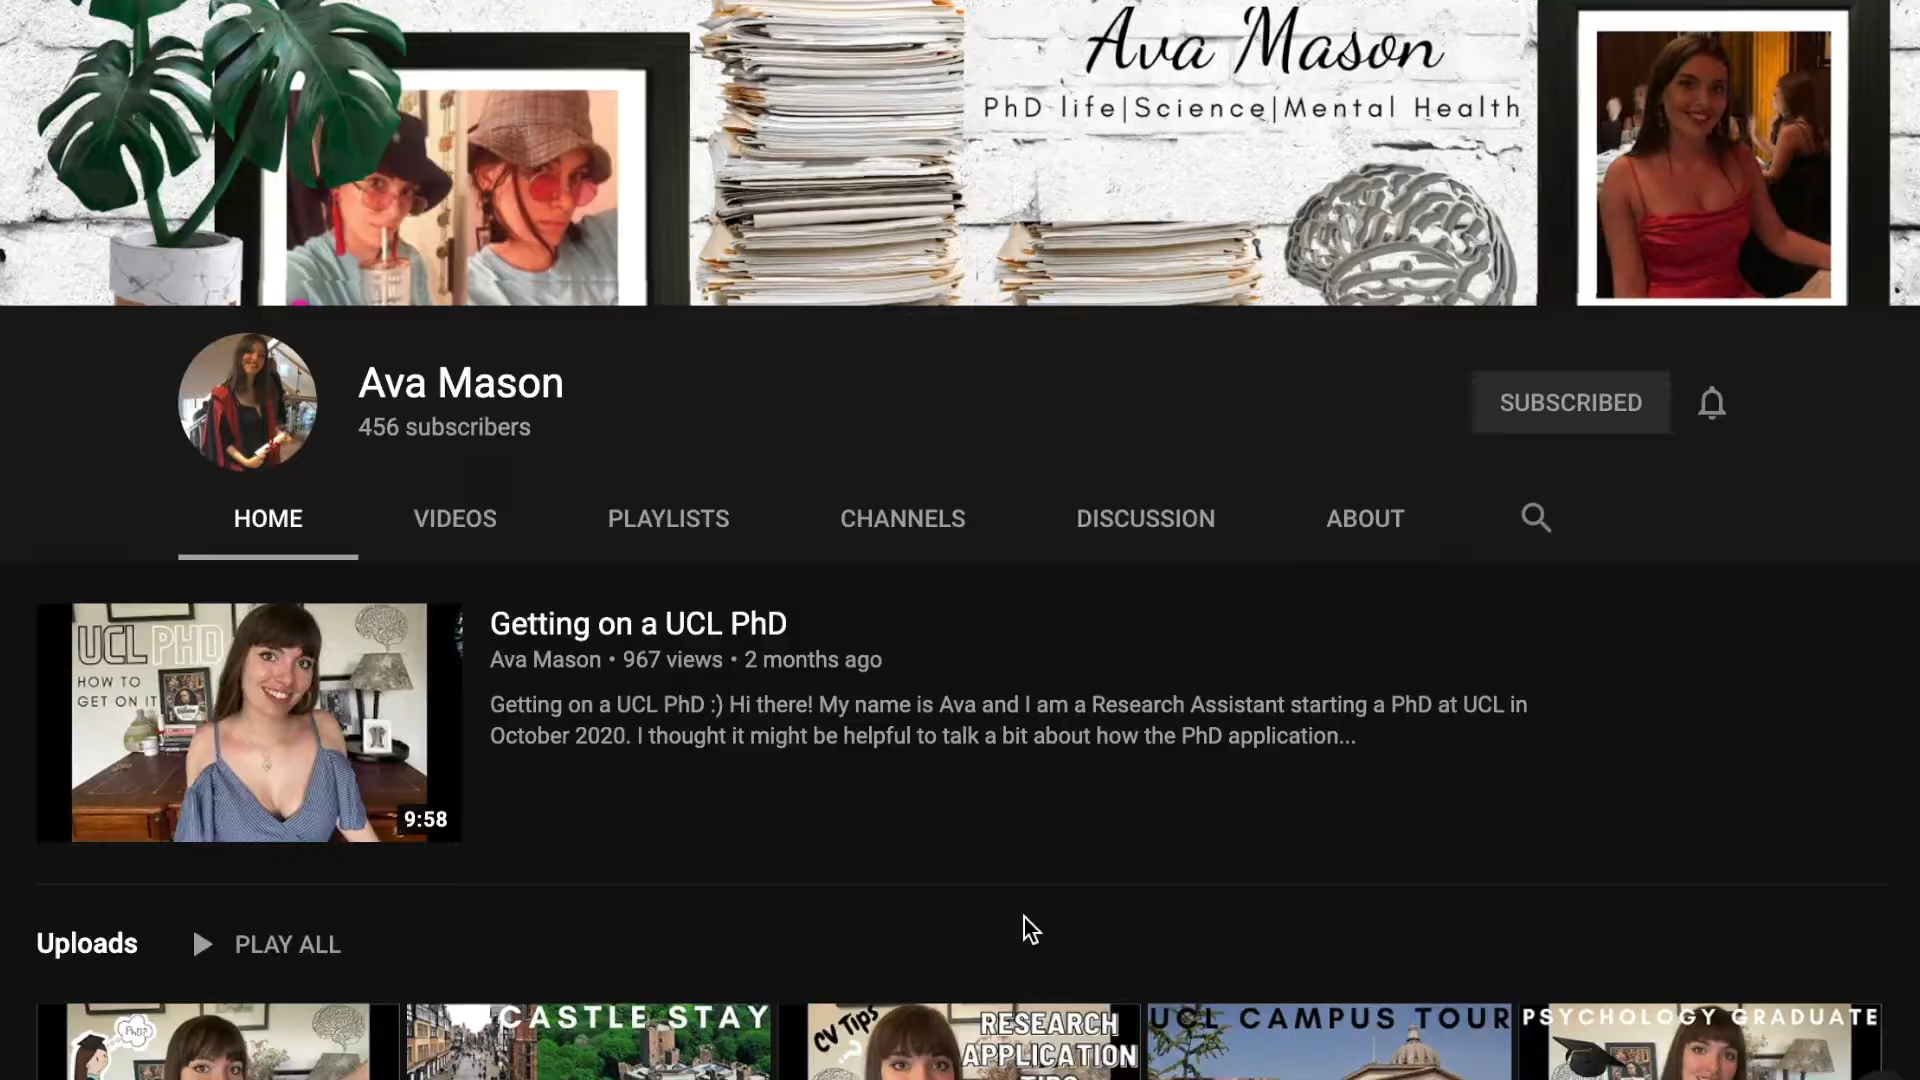 Ava Mason
PhD life|Science|Mental Health
Ava Mason
456 subscribers
SUBSCRIBED
HOME
VIDEOS
PLAYLISTS
CHANNELS
DISCUSSION
ABOUT
UCL PHD
HOW TO
GET ON IT
9:58
Getting on a UCL PhD
Ava Mason • 967 views • 2 months ago
Getting on a UCL PhD :) Hi there! My name is Ava and I am a Research Assistant starting a PhD at UCL in
October 2020. I thought it might be helpful to talk a bit about how the PhD application...
Uploads
PLAY ALL
PhD?
CASTLE STAY
CV Tips
RESEARCH
APPLICATION
TIPS
UCL CAMPUS TOUR
PSYCHOLOGY GRADUATE